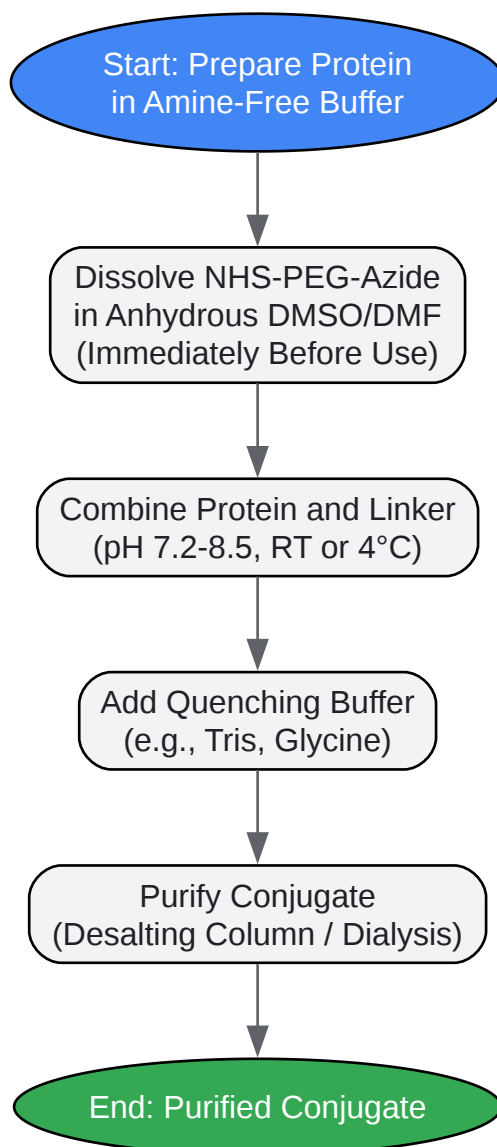 Start: Prepare Protein
in Amine-Free Buffer
Dissolve NHS-PEG-Azide
in Anhydrous DMSO/DMF
(Immediately Before Use)
Combine Protein and Linker
(pH 7.2-8.5, RT or 4°C)
Add Quenching Buffer
(e.g., Tris, Glycine)
Purify Conjugate
(Desalting Column / Dialysis)
End: Purified Conjugate